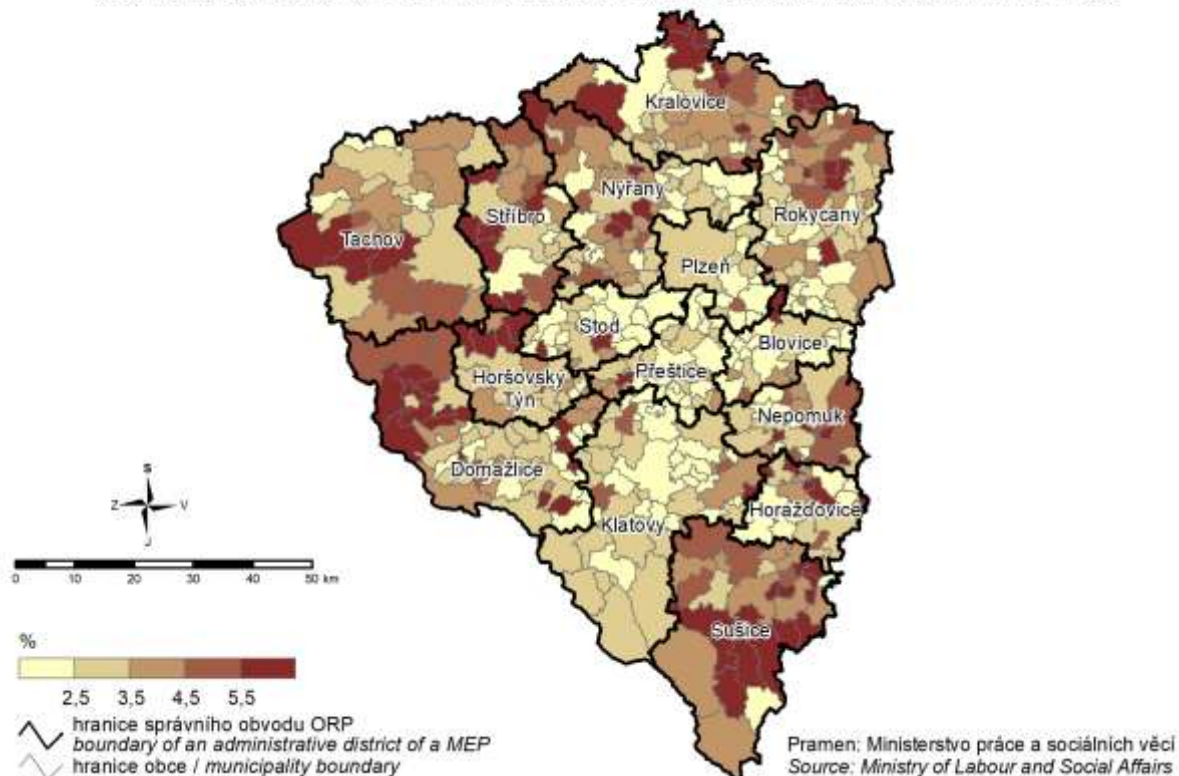 Kralovice
Nýřany
Rokycany
Stříbro
Tachov
Plzeň
Stod
Blovice
Přeštice
Horšovský
Týn
Nepomuk
Domažlice
Horažďovice
Klatovy
Sušice
S
Z V
J
0 10 20 30 40 50 km
%
2,5 3,5 4,5 5,5
hranice správního obvodu ORP
boundary of an administrative district of a MEP
hranice obce / municipality boundary
Pramen: Ministerstvo práce a sociálních věcí
Source: Ministry of Labour and Social Affairs